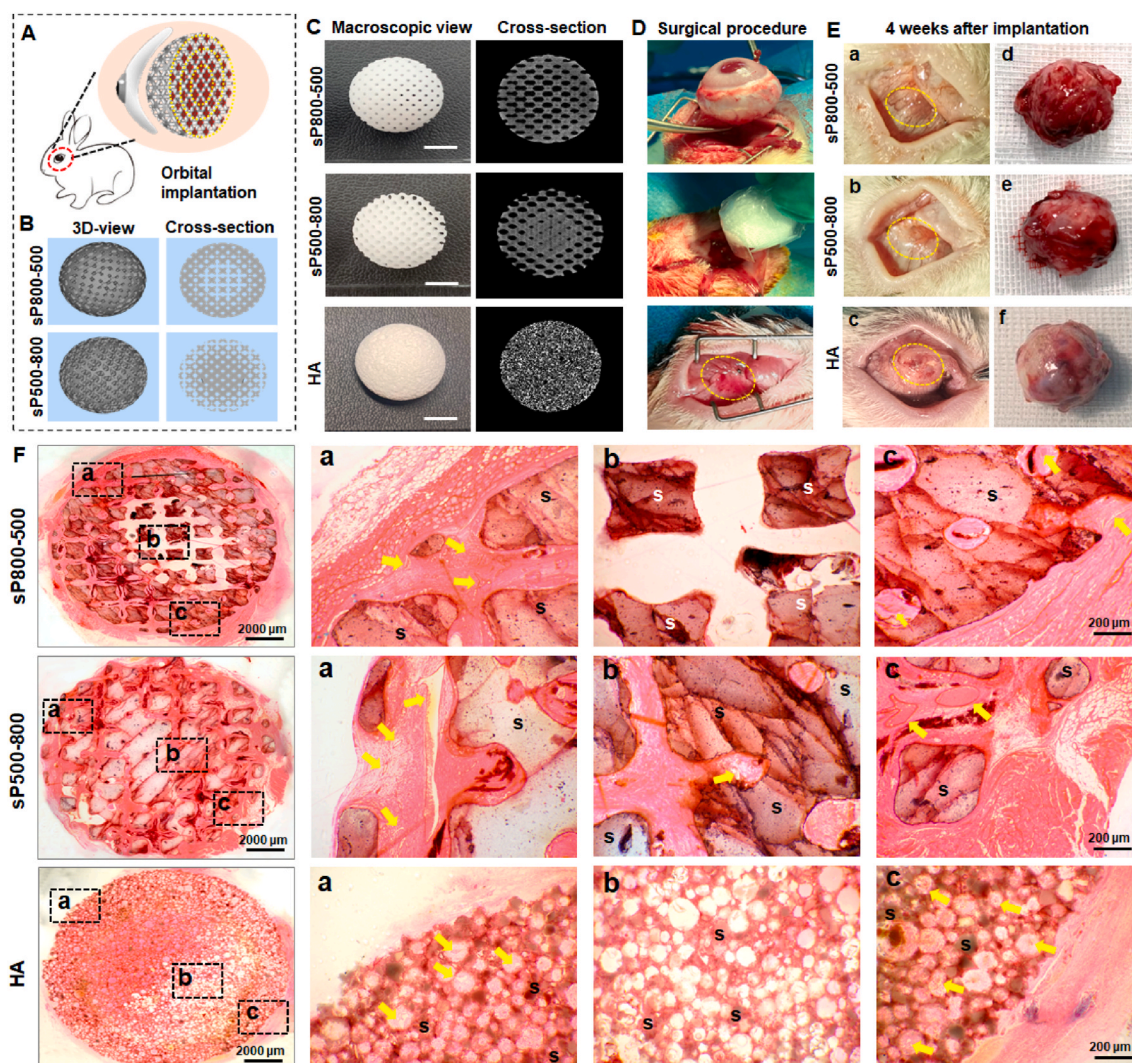 A
Orbital
implantation
B
3D-view
Cross-section
sP800-500
sP500-800
C
Macroscopic view
Cross-section
sP800-500
sP500-800
HA
D
Surgical procedure
E
4 weeks after implantation
sP800-500
a
d
sP500-800
b
e
HA
c
f
F
sP800-500
a
b
c
2000 µm
a
s
s
s
b
s
s
s
s
c
s
200 µm
sP500-800
a
b
c
2000 µm
a
s
s
b
s
s
s
s
c
s
s
200 µm
HA
a
b
c
2000 µm
a
s
s
s
b
s
s
s
c
s
s
200 µm